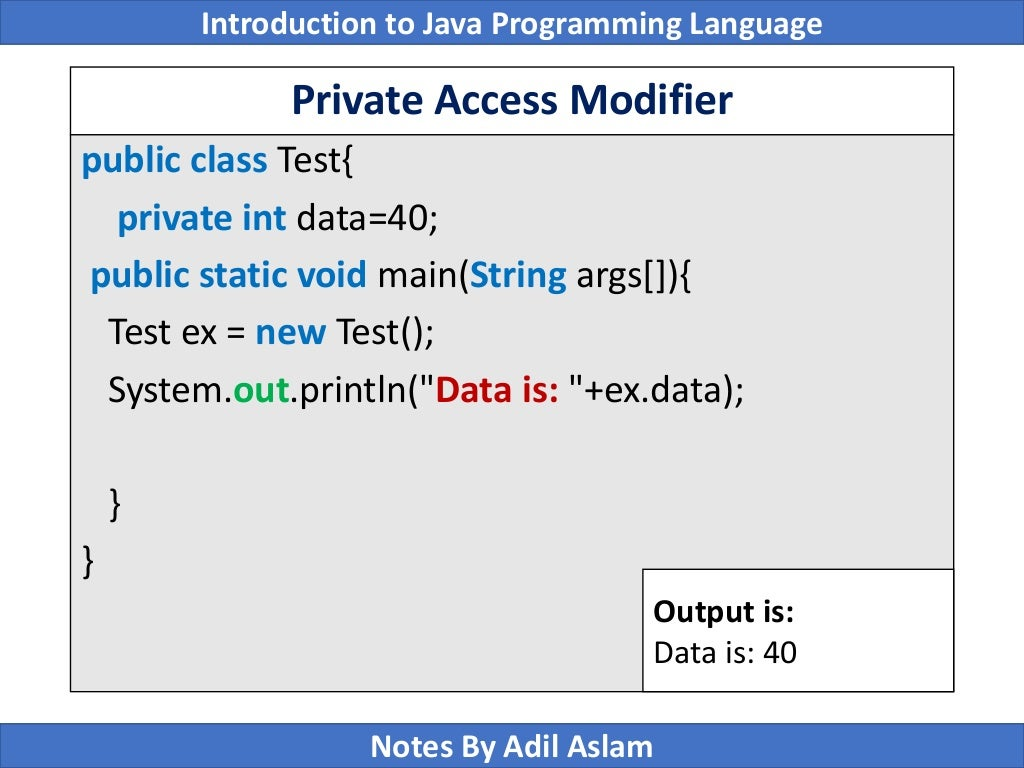 Introduction to Java Programming Language
Private Access Modifier
public class Test{
private int data=40;
public static void main(String args[]){
Test ex = new Test();
System.out.println("Data is: "+ex.data);
}
}
Output is:
Data is: 40
Notes By Adil Aslam